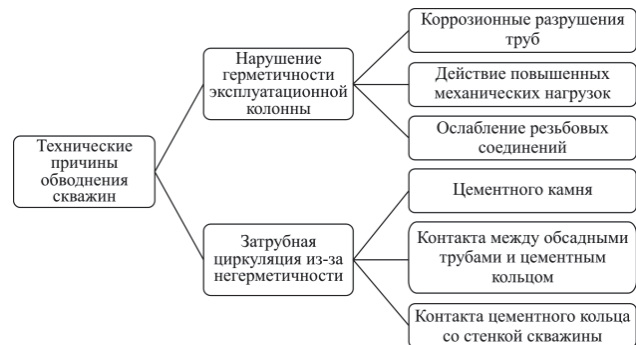 Технические
причины
обводнения
скважин
Нарушение
герметичности
эксплуатационной
колонны
Коррозионные разрушения
труб
Действие повышенных
механических нагрузок
Ослабление резьбовых
соединений
Затрубная
циркуляция из-за
негерметичности
Цементного камня
Контакта между обсадными
трубами и цементным
кольцом
Контакта цементного кольца
со стенкой скважины